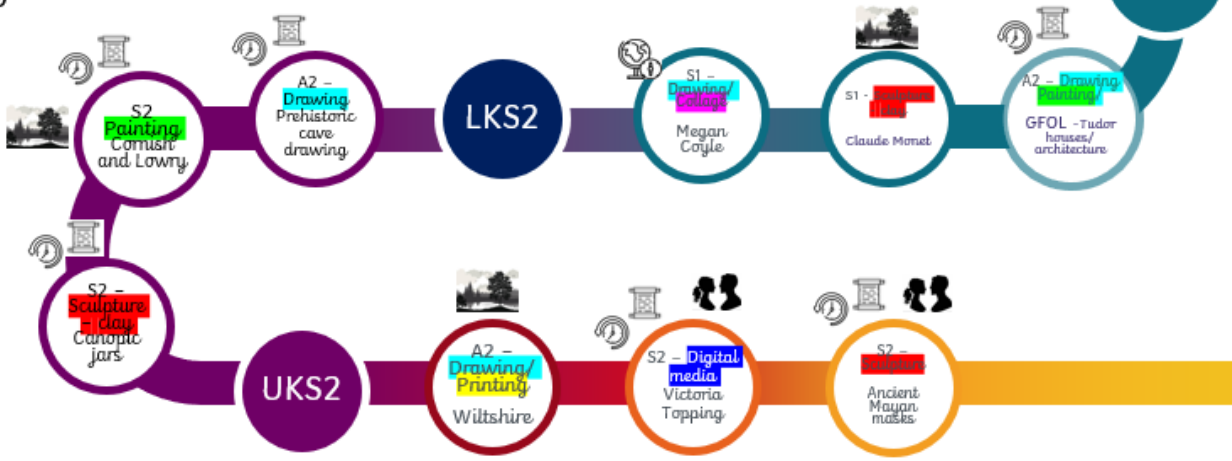 A2 –
Drawing
Prehistoric
cave
drawing
LKS2
S1 –
Drawing/
Collage
Megan
Coyle
S1 - Sculpture
clay
Claude Monet
A2 – Drawing
Painting/
GFOL -Tudor
houses/
architecture
S2
Painting
Cornish
and Lowry
S2 –
Sculpture
– clay
Canopic
jars
UKS2
A2 –
Drawing/
Printing
Wiltshire
S2 – Digital
media
Victoria
Topping
S2 –
Sculpture
Ancient
Mayan
masks